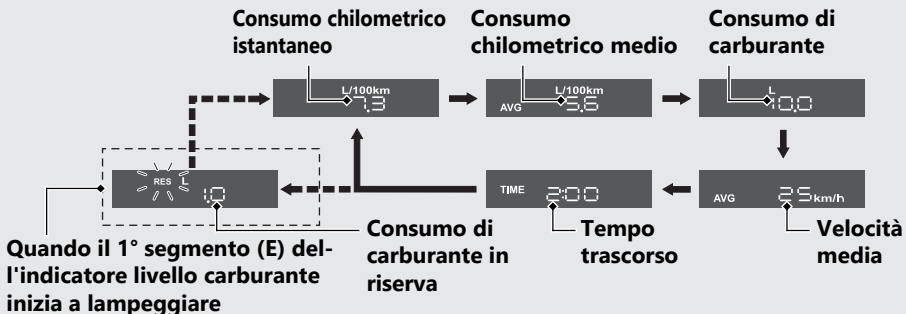 Consumo chilometrico
istantaneo
Consumo
chilometrico medio
Consumo di
carburante
L/100km
7.3
L/100km
AVG 5.6
L
10.0
RES L
1.0
TIME 2:00
AVG 25 km/h
Quando il 1° segmento (E) del-
l'indicatore livello carburante
inizia a lampeggiare
Consumo di
carburante in
riserva
Tempo
trascorso
Velocità
media